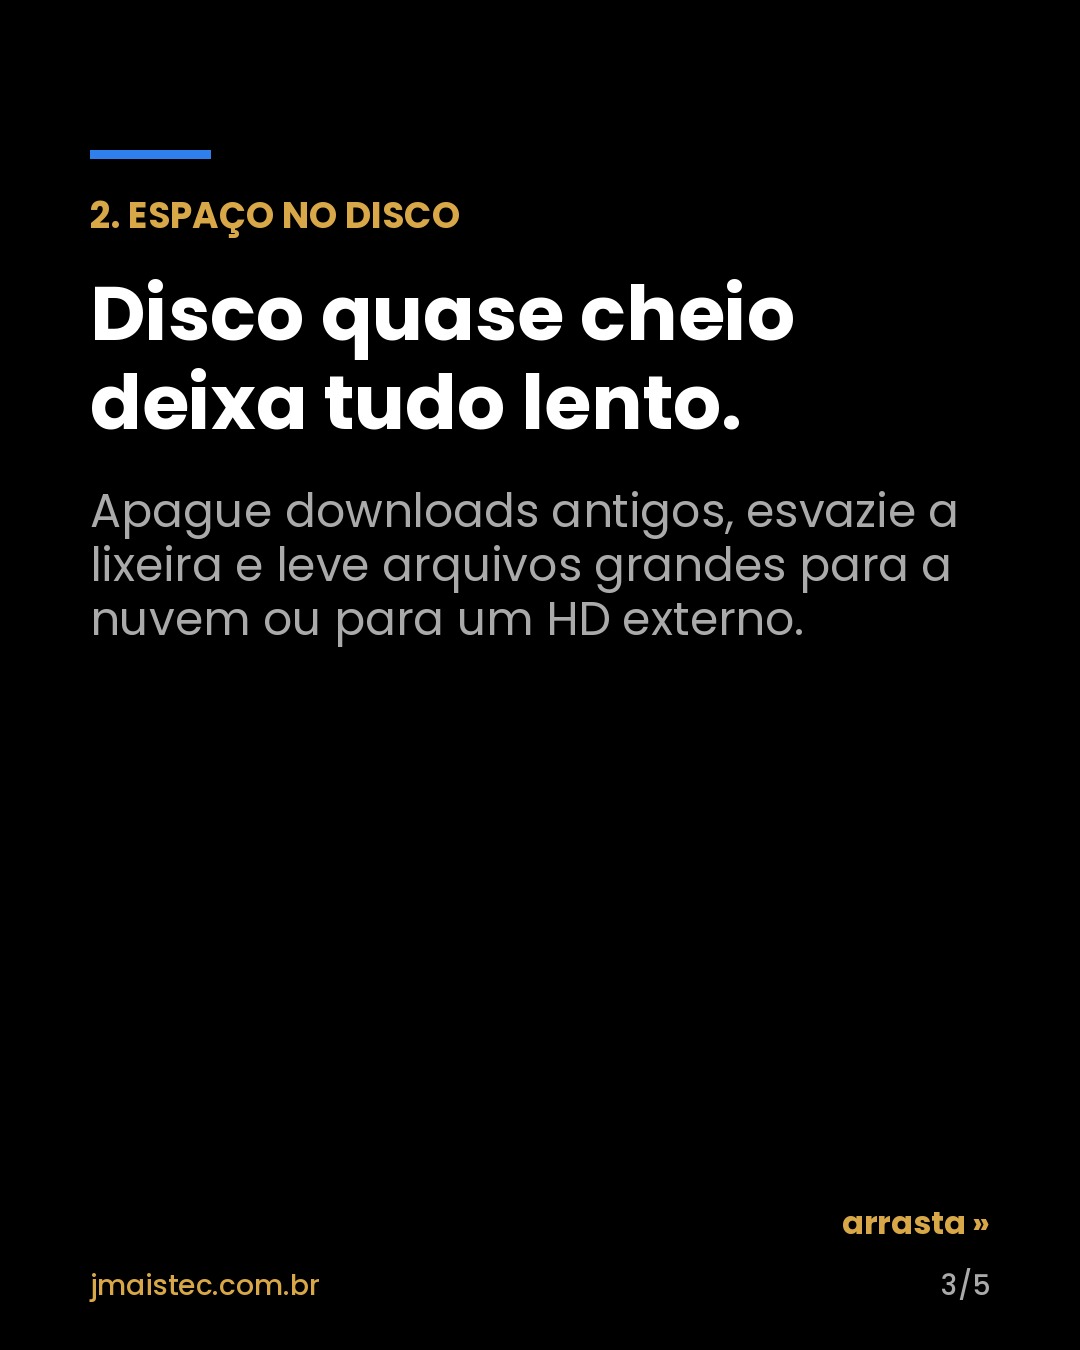 2. ESPAÇO NO DISCO
Disco quase cheio
deixa tudo lento.
Apague downloads antigos, esvazie a
lixeira e leve arquivos grandes para a
nuvem ou para um HD externo.
arrasta »
jmaistec.com.br
3/5